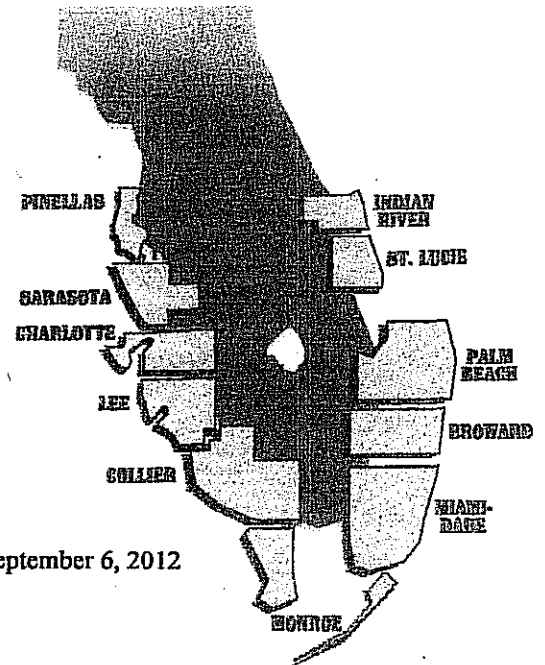 PINELLAS
INDIAN
RIVER
ST. LUCIE
SARASOTA
CHARLOTTE
PALM
BEACH
LEE
BROWARD
COLLIER
MIAMI-
DADE
eptember 6, 2012
MONROE